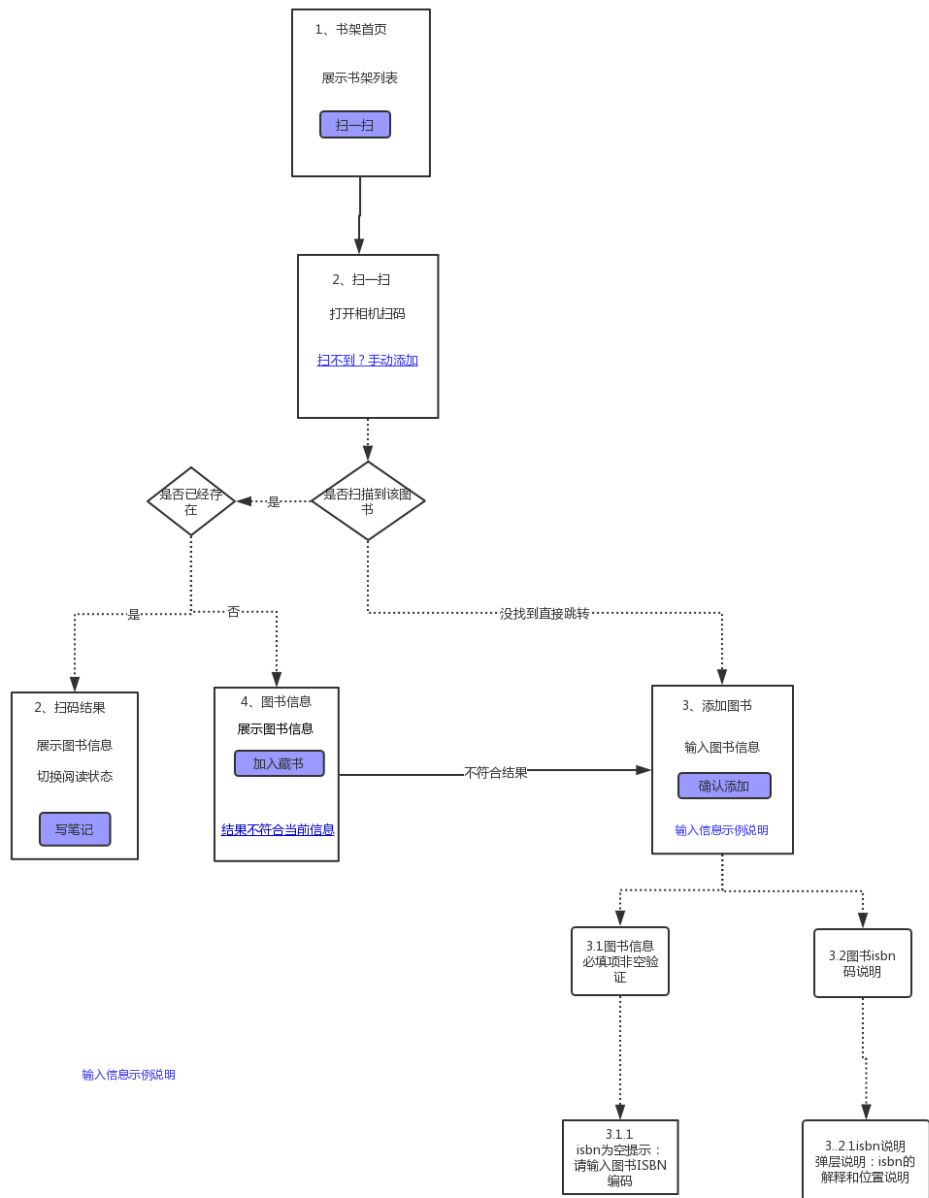 1、书架首页
展示书架列表
扫一扫
2、扫一扫
打开相机扫码
扫不到？手动添加
是否已经存
在
是
是否扫描到该图
书
是
否
没找到直接跳转
2、扫码结果
展示图书信息
切换阅读状态
写笔记
4、图书信息
展示图书信息
加入藏书
结果不符合当前信息
不符合结果
3、添加图书
输入图书信息
确认添加
输入信息示例说明
3.1图书信息
必填项非空验
证
3.2图书isbn
码说明
输入信息示例说明
3.1.1
isbn为空提示：
请输入图书ISBN
编码
3..2.1isbn说明
弹层说明：isbn的
解释和位置说明